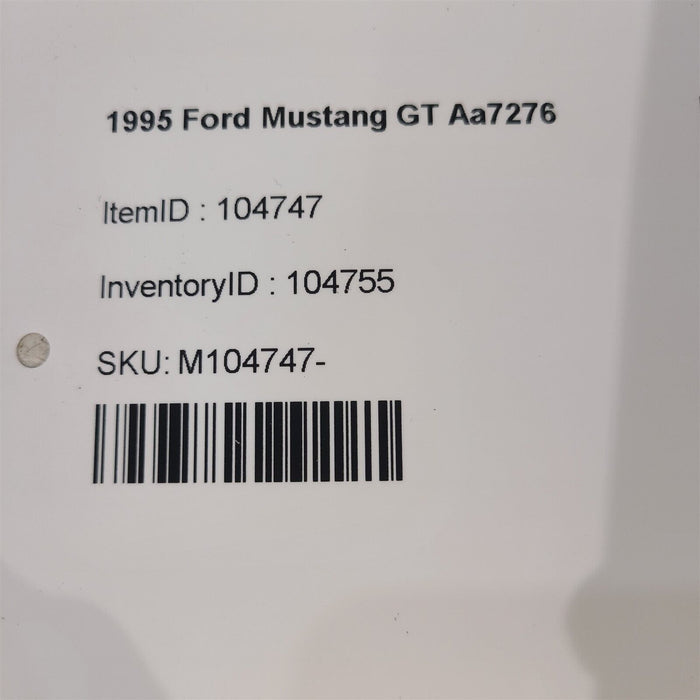 1995 Ford Mustang GT Aa7276
ItemID : 104747
InventoryID : 104755
SKU: M104747-